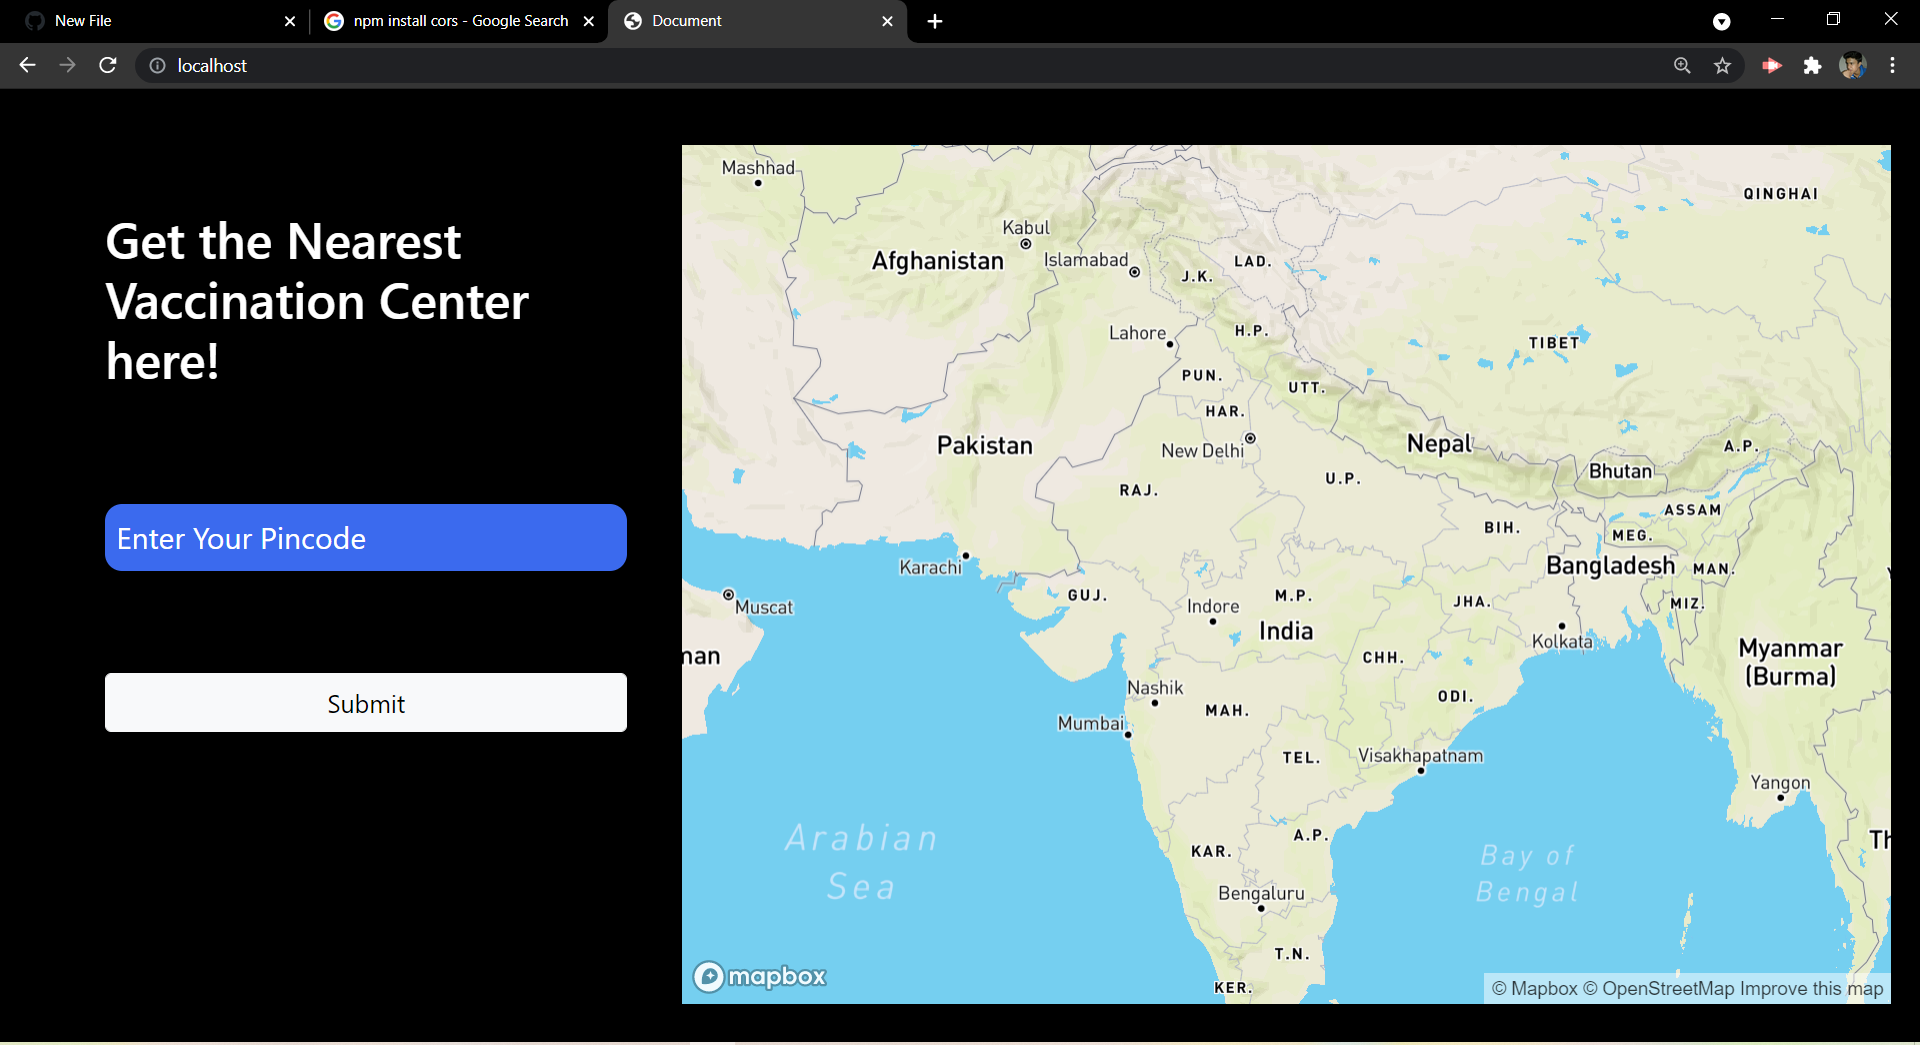 New File
npm install cors - Google Search
Document
localhost
Get the Nearest
Vaccination Center
here!
Enter Your Pincode
Submit
Mashhad
QINGHAI
Kabul
Afghanistan
Islamabad
LAD.
J.K.
Lahore
H.P.
TIBET
PUN.
UTT.
HAR.
Pakistan
New Delhi
Nepal
A.P.
Bhutan
RAJ.
U.P.
ASSAM
BIH.
MEG.
Karachi
Bangladesh
MAN.
GUJ.
Muscat
Indore
M.P.
JHA.
MIZ.
India
Kolkata
man
CHH.
Myanmar
(Burma)
Nashik
MAH.
ODI.
Mumbai
TEL.
Visakhapatnam
Yangon
Arabian
Sea
A.P.
KAR.
Bay of
Bengal
Th
Bengaluru
T.N.
KER.
mapbox
© Mapbox © OpenStreetMap Improve this map